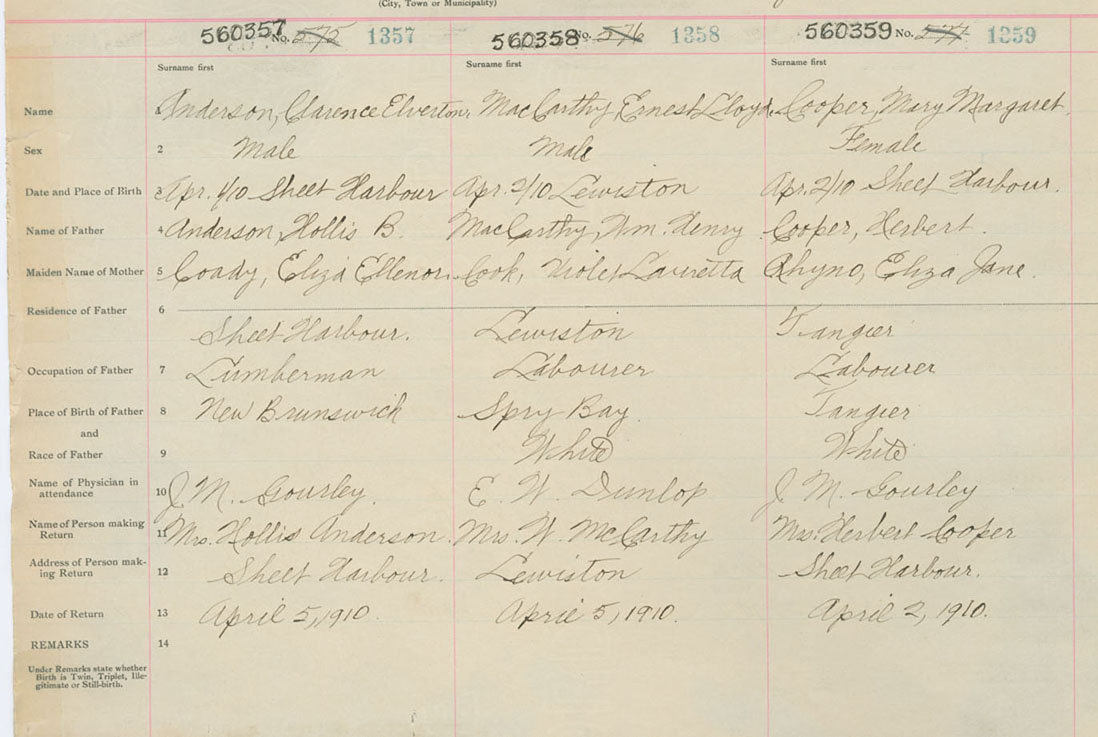 (City, Town or Municipality)
560357 No. 575 1357 560358 No. 576 1358 560359 No. 577 1359
Surname first Surname first Surname first
Name 1 Anderson, Clarence Elverton. MacCarthy, Ernest Lloyd. Cooper, Mary Margaret.
Sex 2 Male Male Female
Date and Place of Birth 3 Apr. 1/10 Sheet Harbour Apr. 2/10 Lewiston Apr. 2/10 Sheet Harbour.
Name of Father 4 Anderson, Hollis B. MacCarthy, Wm. Henry Cooper, Herbert.
Maiden Name of Mother 5 Coady, Eliza Ellenor. Cook, Violet Lauretta Rhyno, Eliza Jane.
Residence of Father 6
Sheet Harbour. Lewiston Tangier
Occupation of Father 7 Lumberman Labourer Labourer
Place of Birth of Father 8 New Brunswick Spry Bay Tangier
and
Race of Father 9 White White
Name of Physician in
attendance 10 J. M. Gourley. E. W. Dunlop J. M. Gourley
Name of Person making
Return 11 Mrs. Hollis Anderson. Mrs. W. McCarthy Mrs. Herbert Cooper
Address of Person mak-
ing Return 12 Sheet Harbour. Lewiston Sheet Harbour.
Date of Return 13 April 5, 1910. April 5, 1910. April 2, 1910.
REMARKS 14
Under Remarks state whether
Birth is Twin, Triplet, Ille-
gitimate or Still-birth.